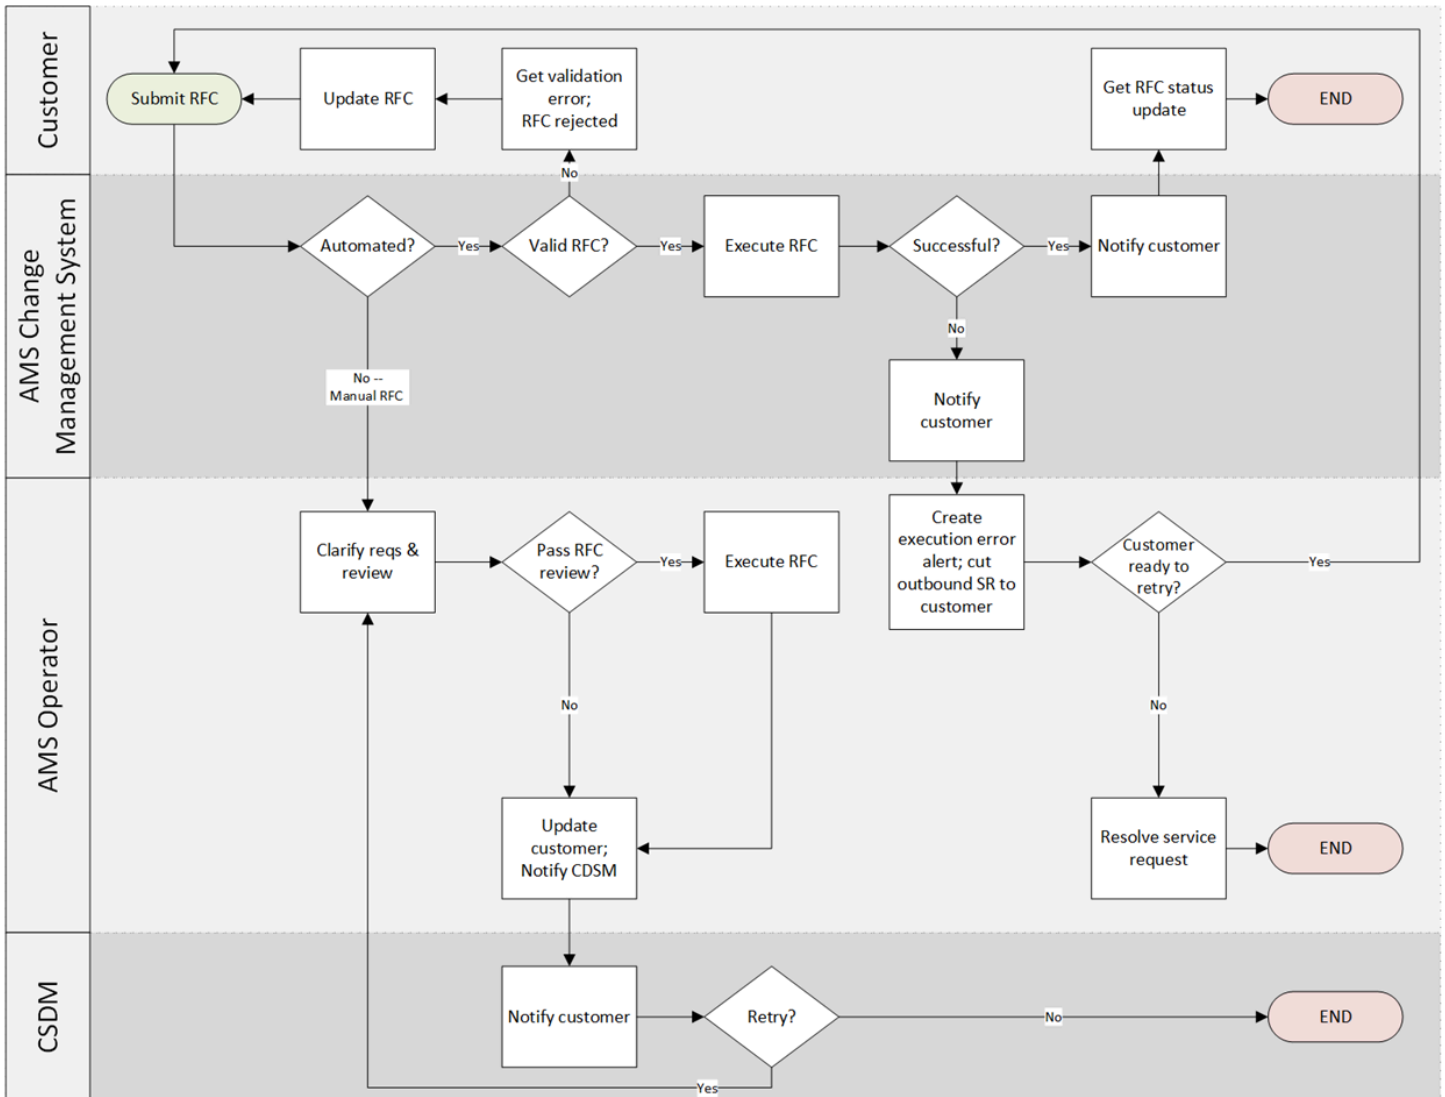 Customer
Submit RFC
Update RFC
Get validation
error;
RFC rejected
Get RFC status
update
END
No
AMS Change
Management System
Automated?
Yes
Valid RFC?
Yes
Execute RFC
Successful?
Yes
Notify customer
No
No --
Manual RFC
Notify
customer
AMS Operator
Clarify reqs &
review
Pass RFC
review?
Yes
Execute RFC
Create
execution error
alert; cut
outbound SR to
customer
Customer
ready to
retry?
Yes
No
No
Update
customer;
Notify CDSM
Resolve service
request
END
CSDM
Notify customer
Retry?
No
END
Yes